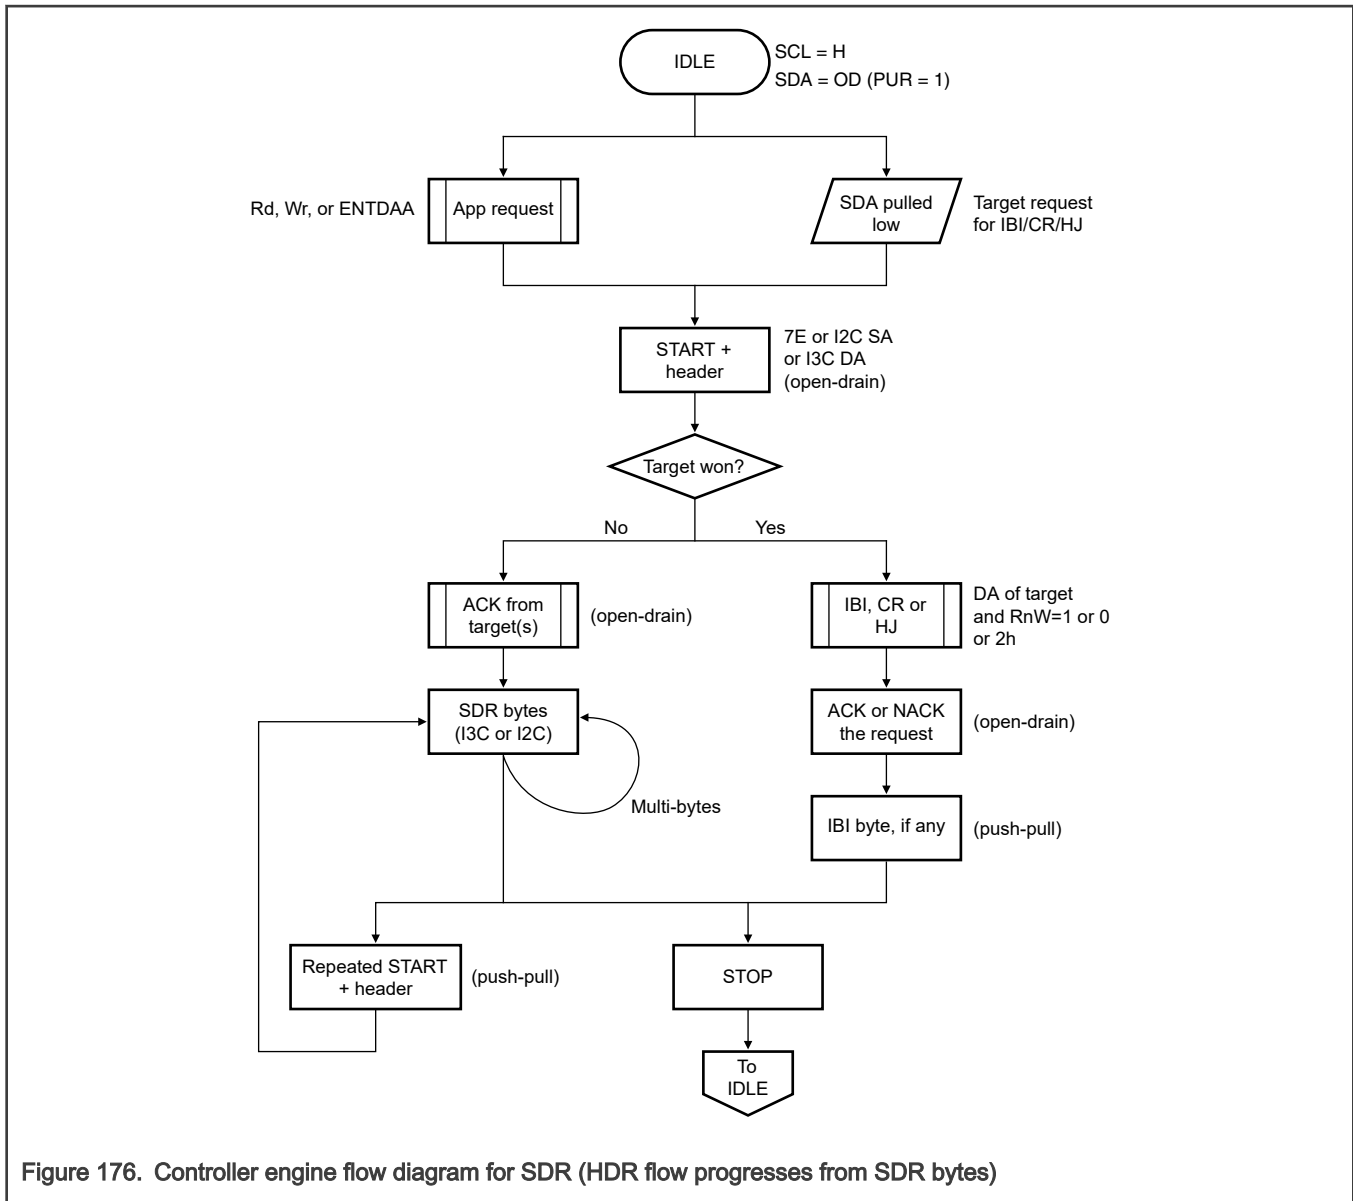 IDLE
SCL = H
SDA = OD (PUR = 1)
Rd, Wr, or ENTDAA
App request
SDA pulled
low
Target request
for IBI/CR/HJ
START +
header
7E or I2C SA
or I3C DA
(open-drain)
Target won?
No
Yes
ACK from
target(s)
(open-drain)
IBI, CR or
HJ
DA of target
and RnW=1 or 0
or 2h
SDR bytes
(I3C or I2C)
ACK or NACK
the request
(open-drain)
Multi-bytes
IBI byte, if any
(push-pull)
Repeated START
+ header
(push-pull)
STOP
To
IDLE
Figure 176. Controller engine flow diagram for SDR (HDR flow progresses from SDR bytes)